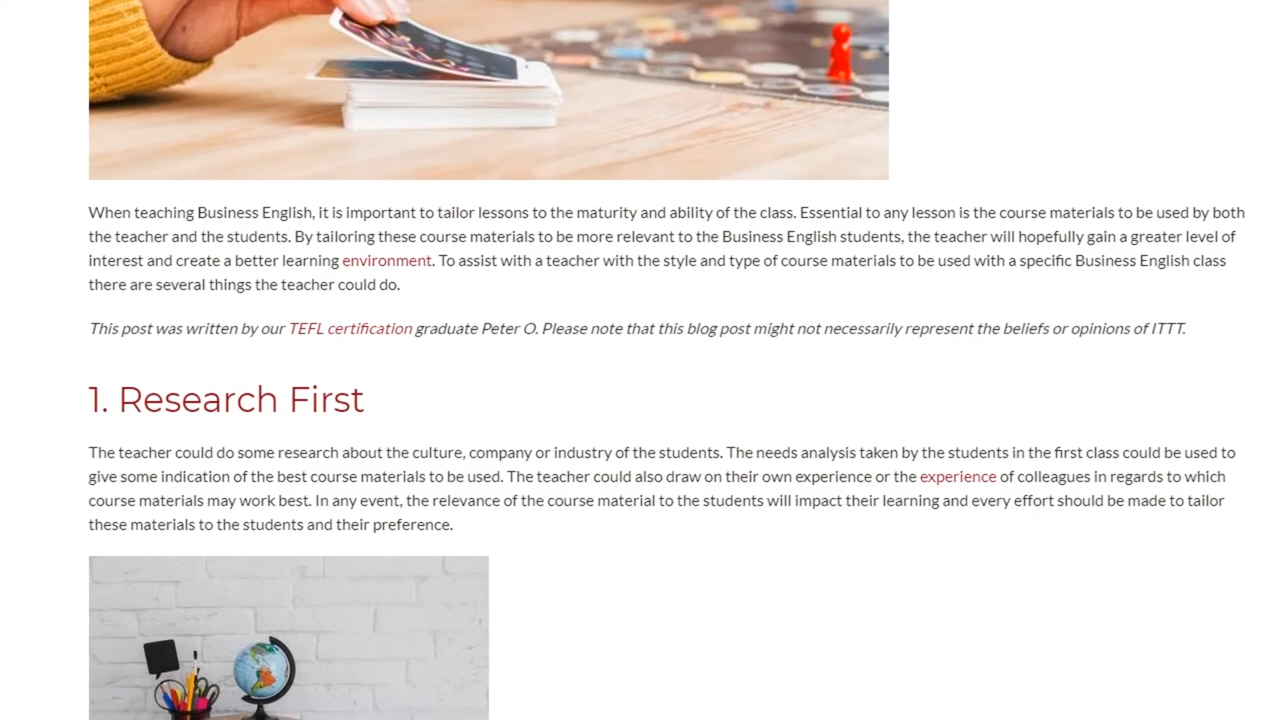 When teaching Business English, it is important to tailor lessons to the maturity and ability of the class. Essential to any lesson is the course materials to be used by both
the teacher and the students. By tailoring these course materials to be more relevant to the Business English students, the teacher will hopefully gain a greater level of
interest and create a better learning environment. To assist with a teacher with the style and type of course materials to be used with a specific Business English class
there are several things the teacher could do.
This post was written by our TEFL certification graduate Peter O. Please note that this blog post might not necessarily represent the beliefs or opinions of ITTT.
1. Research First
The teacher could do some research about the culture, company or industry of the students. The needs analysis taken by the students in the first class could be used to
give some indication of the best course materials to be used. The teacher could also draw on their own experience or the experience of colleagues in regards to which
course materials may work best. In any event, the relevance of the course material to the students will impact their learning and every effort should be made to tailor
these materials to the students and their preference.